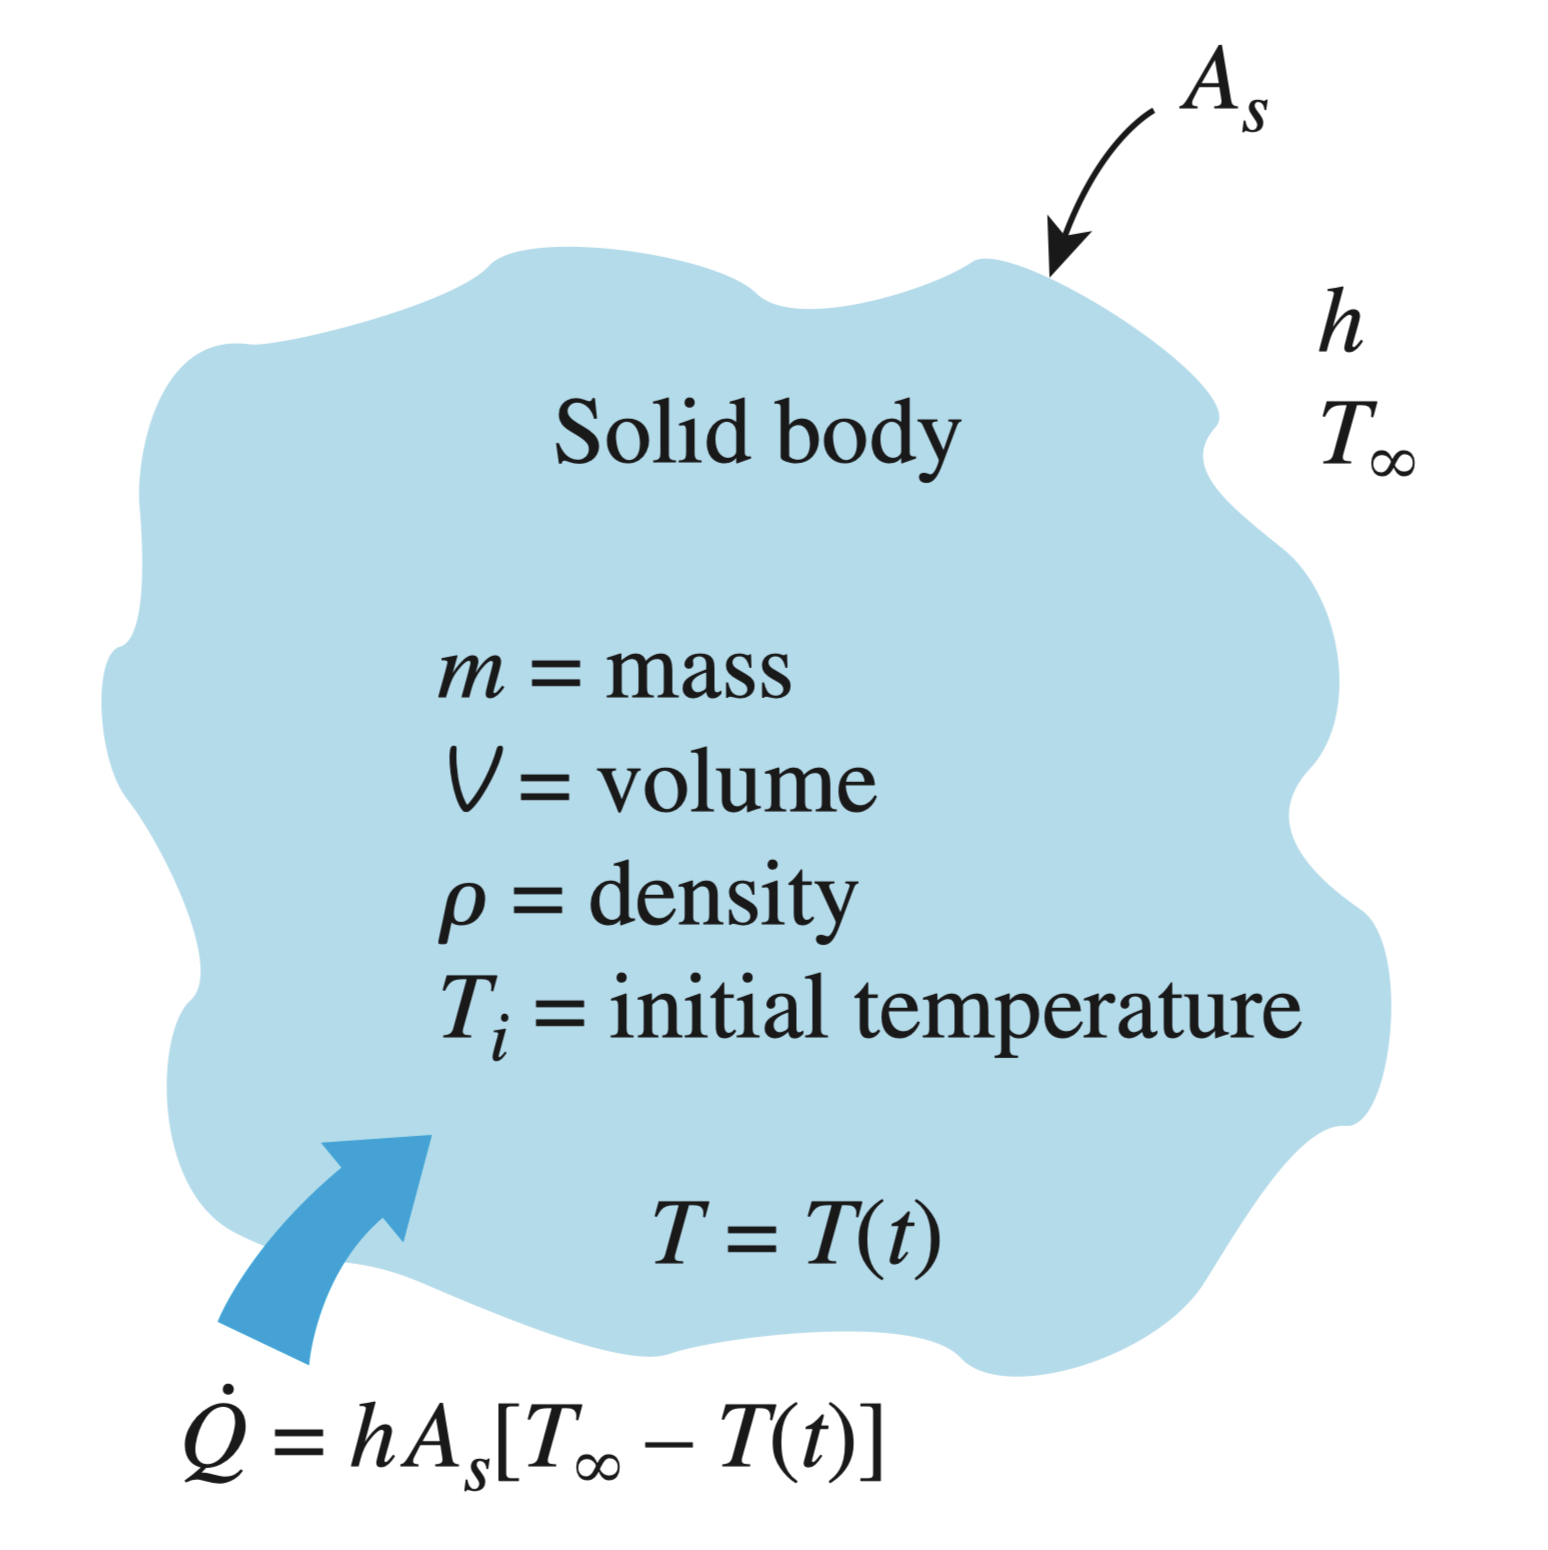 A_s
h
T_∞
Solid body
m = mass
V = volume
ρ = density
T_i = initial temperature
T = T(t)
Q̇ = hA_s[T_∞ – T(t)]